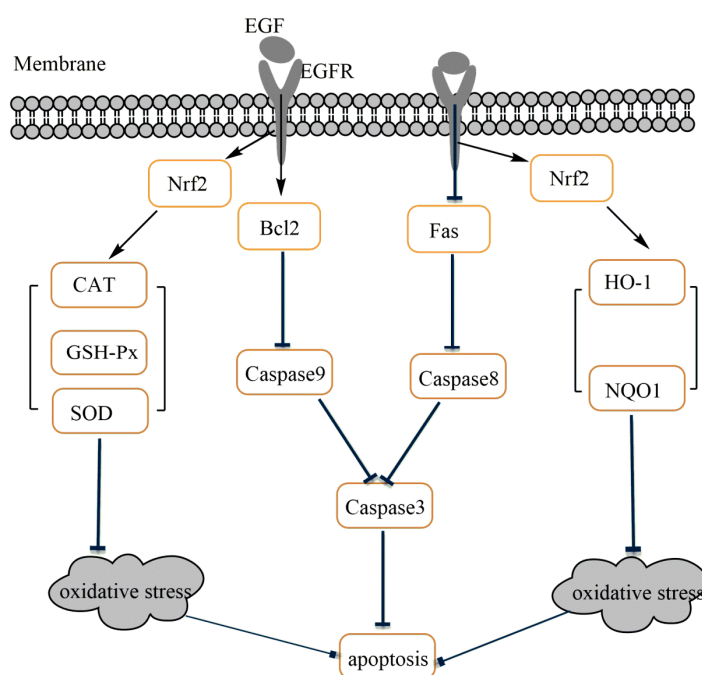 EGF
EGFR
Membrane
Nrf2
Nrf2
Bcl2
Fas
CAT
HO-1
GSH-Px
Caspase9
Caspase8
NQO1
SOD
Caspase3
oxidative stress
oxidative stress
apoptosis